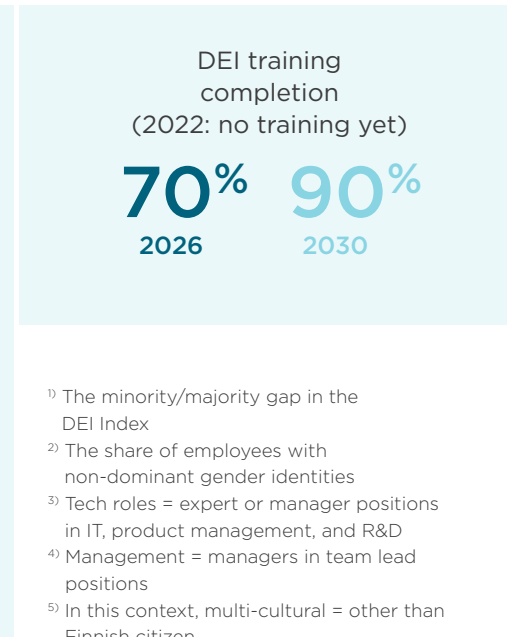 DEI training
completion
(2022: no training yet)
70% 90%
2026 2030
1) The minority/majority gap in the
DEI Index
2) The share of employees with
non-dominant gender identities
3) Tech roles = expert or manager positions
in IT, product management, and R&D
4) Management = managers in team lead
positions
5) In this context, multi-cultural = other than
Finnish citizen